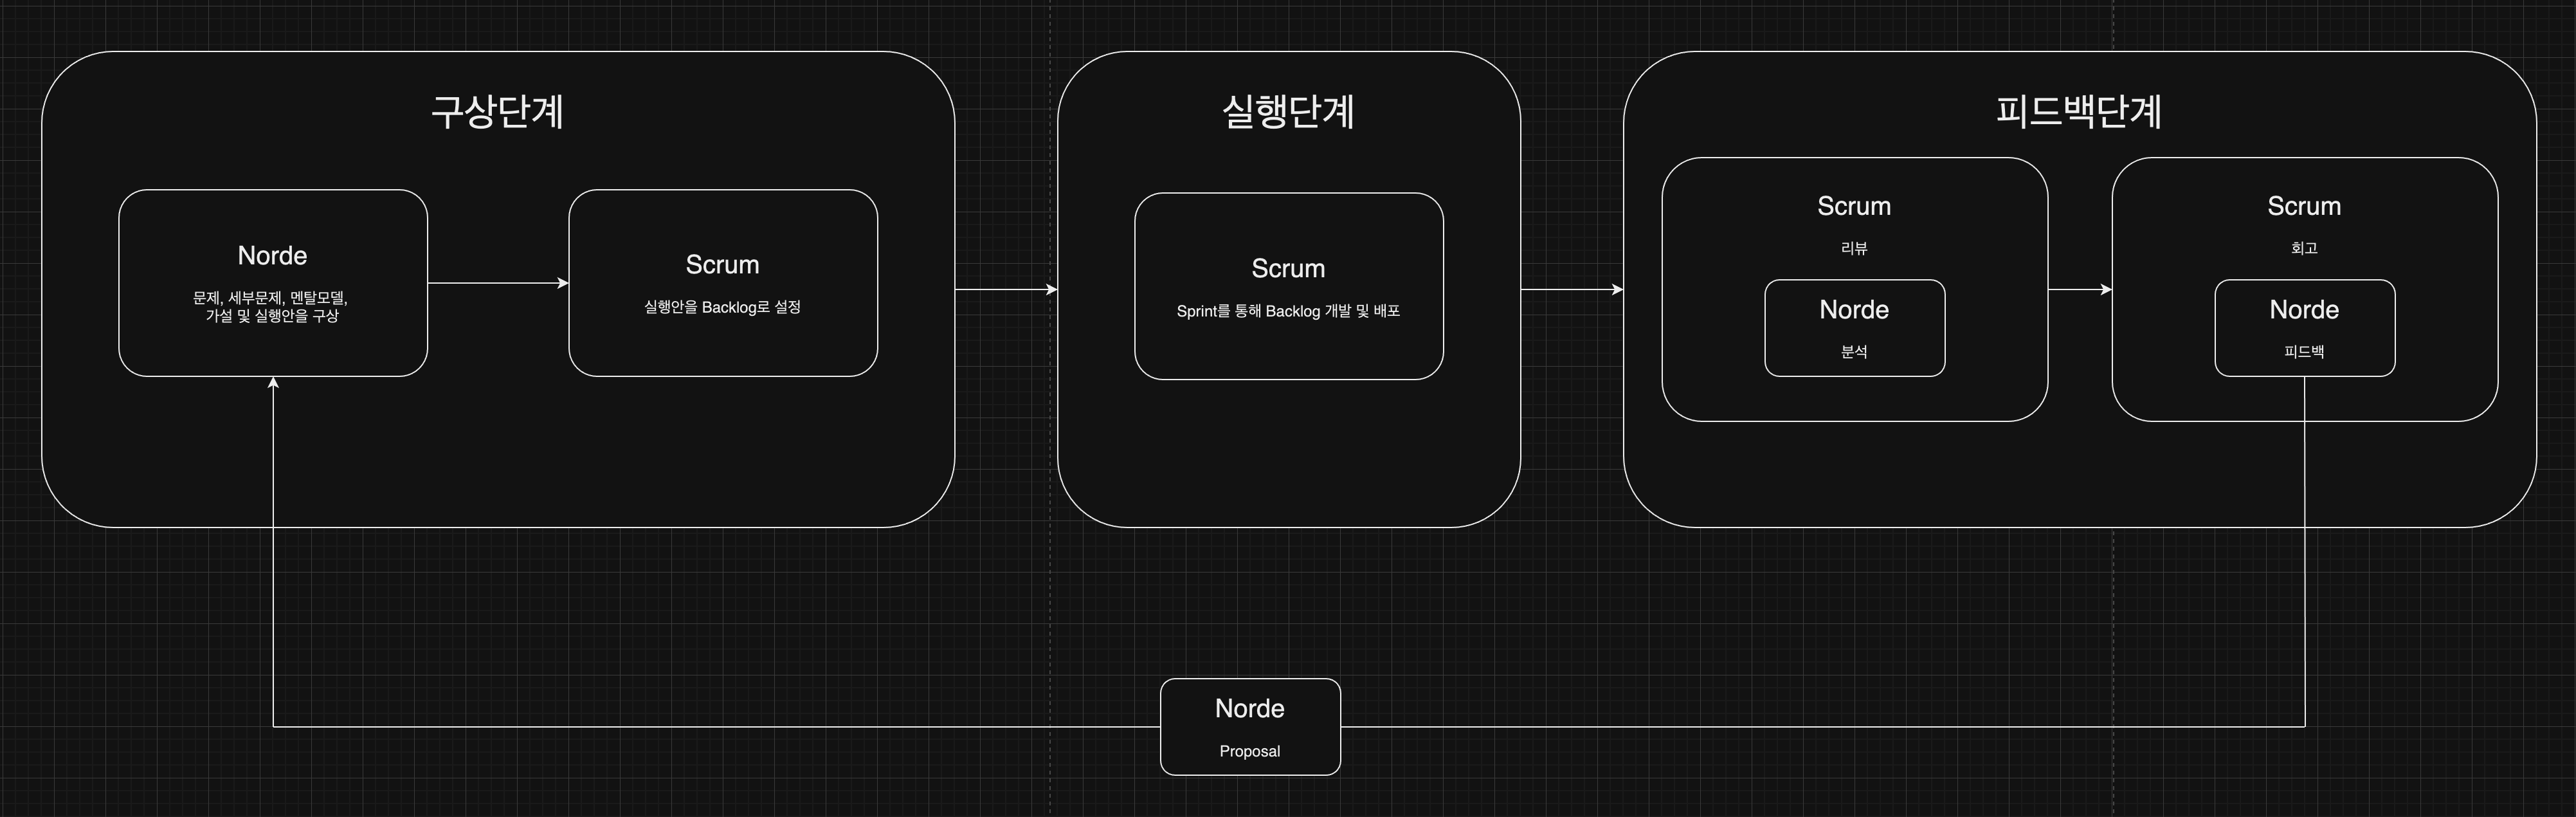 구상단계
Norde
문제, 세부문제, 멘탈모델,
가설 및 실행안을 구상
Scrum
실행안을 Backlog로 설정
실행단계
Scrum
Sprint를 통해 Backlog 개발 및 배포
피드백단계
Scrum
리뷰
Norde
분석
Scrum
회고
Norde
피드백
Norde
Proposal